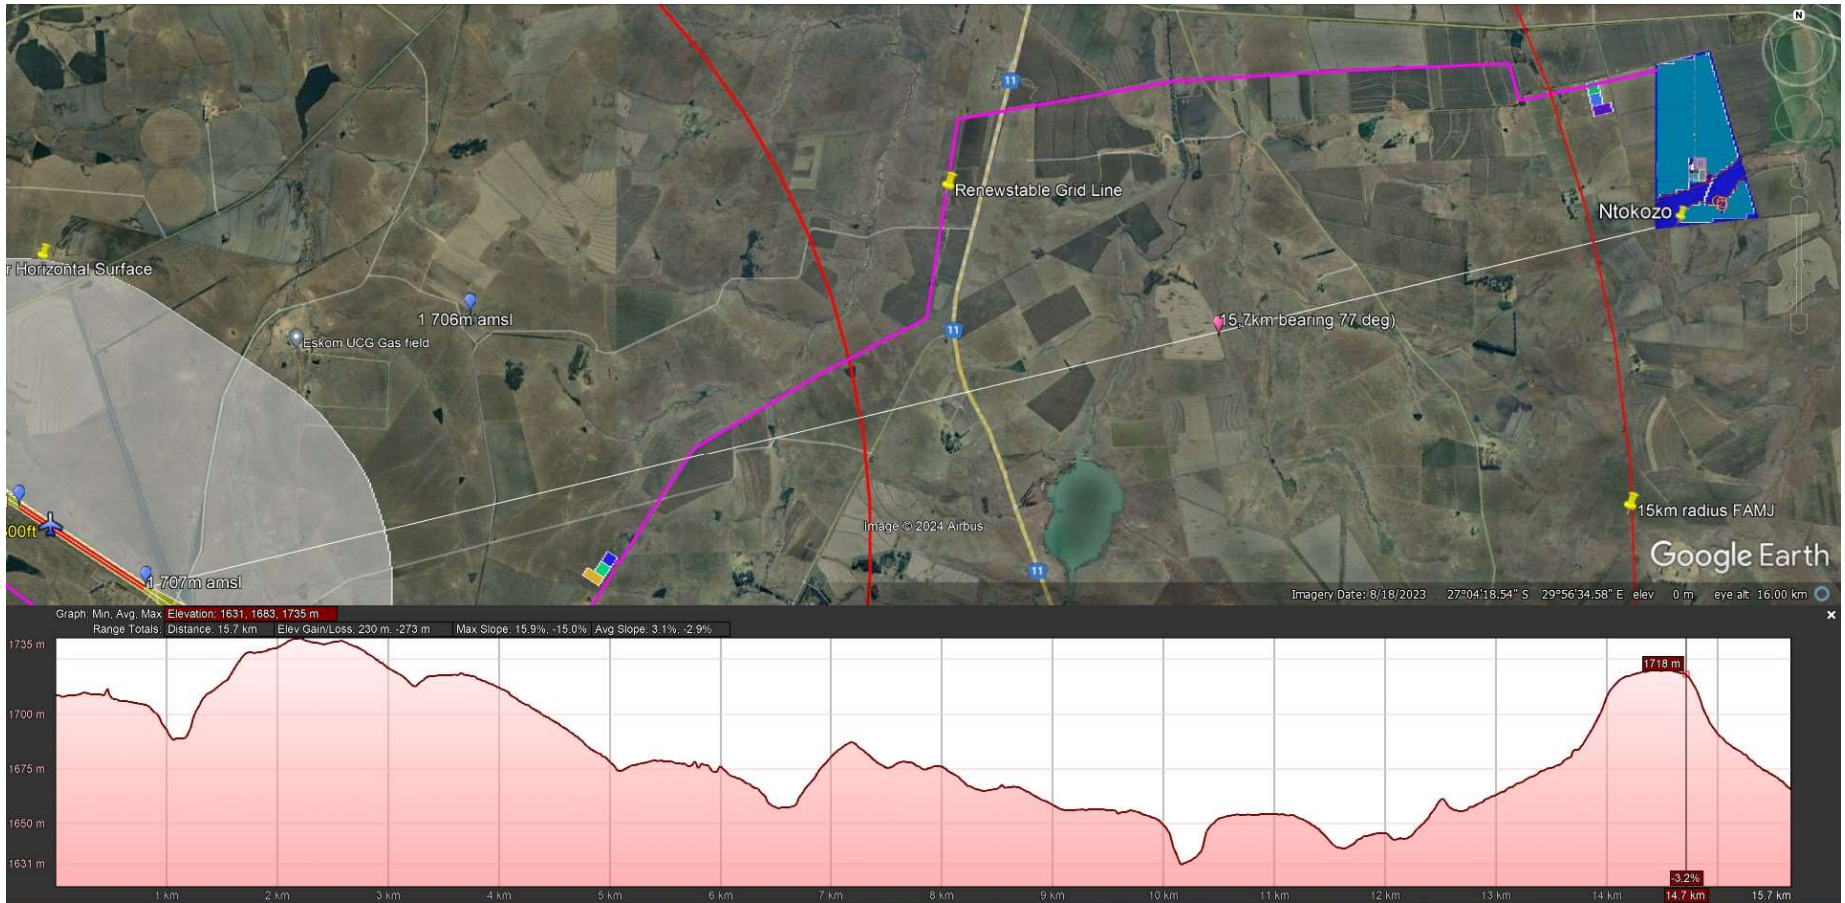 N
11
Renewstable Grid Line
Ntokozo
r Horizontal Surface
1 706m amsl
15,7km bearing 77 deg)
11
Eskom UCG Gas field
15km radius FAMJ
00ft
Image © 2024 Airbus
Google Earth
11
1 707m amsl
Imagery Date: 8/18/2023 27°04'18.54" S 29°56'34.58" E elev 0 m eye alt 16.00 km
Graph: Min, Avg, Max Elevation: 1631, 1683, 1735 m
Range Totals: Distance: 15.7 km Elev Gain/Loss: 230 m, -273 m Max Slope: 15.9%, -15.0% Avg Slope: 3.1%, -2.9%
1735 m
1718 m
1700 m
1675 m
1650 m
1631 m
-3.2%
1 km 2 km 3 km 4 km 5 km 6 km 7 km 8 km 9 km 10 km 11 km 12 km 13 km 14 km 14.7 km 15.7 km